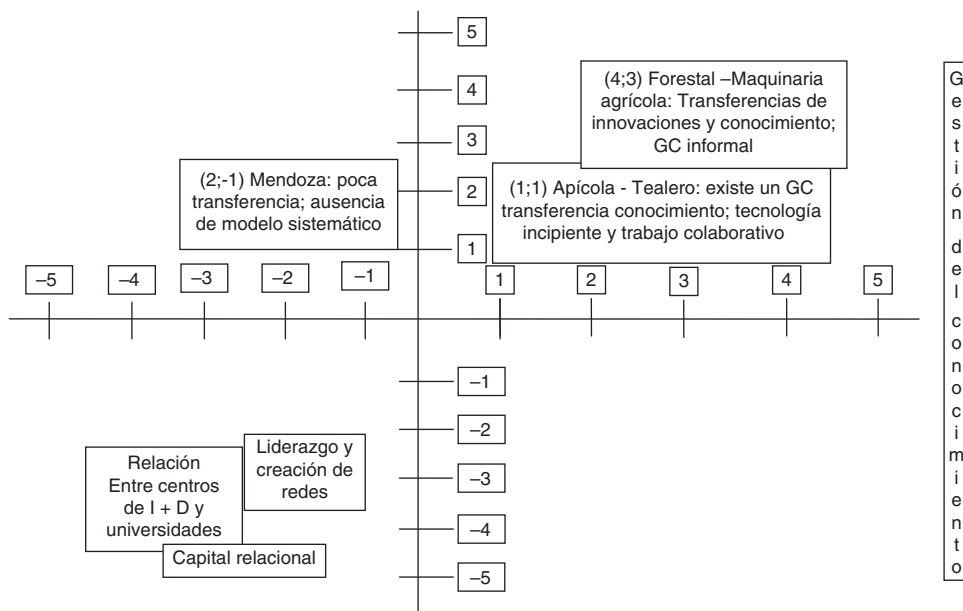 5
4
3
2
1
(4;3) Forestal –Maquinaria
agrícola: Transferencias de
innovaciones y conocimiento;
GC informal
(2;-1) Mendoza: poca
transferencia; ausencia
de modelo sistemático
(1;1) Apícola - Tealero: existe un GC
transferencia conocimiento; tecnología
incipiente y trabajo colaborativo
–5 –4 –3 –2 –1 1 2 3 4 5
–1
–2
–3
–4
–5
Liderazgo y
creación de
redes
Relación
Entre centros
de I + D y
universidades
Capital relacional
Gestión del conocimiento